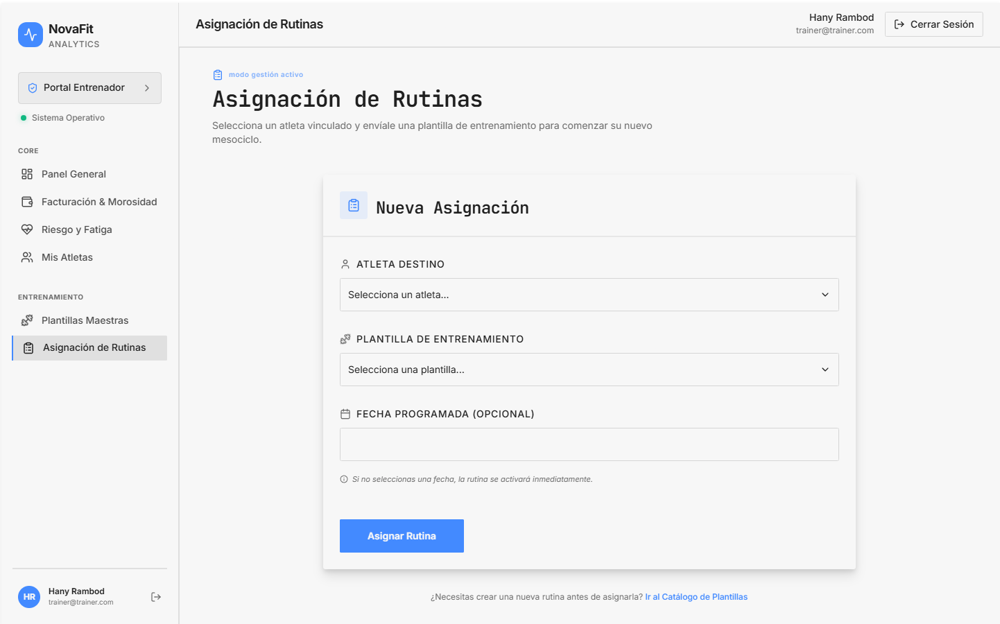 NovaFit
ANALYTICS
Portal Entrenador
Sistema Operativo
CORE
Panel General
Facturación & Morosidad
Riesgo y Fatiga
Mis Atletas
ENTRENAMIENTO
Plantillas Maestras
Asignación de Rutinas
HR
Hany Rambod
trainer@trainer.com
Asignación de Rutinas
Hany Rambod
trainer@trainer.com
Cerrar Sesión
modo gestión activo
Asignación de Rutinas
Selecciona un atleta vinculado y envíale una plantilla de entrenamiento para comenzar su nuevo
mesociclo.
Nueva Asignación
ATLETA DESTINO
Selecciona un atleta...
PLANTILLA DE ENTRENAMIENTO
Selecciona una plantilla...
FECHA PROGRAMADA (OPCIONAL)
Si no seleccionas una fecha, la rutina se activará inmediatamente.
Asignar Rutina
¿Necesitas crear una nueva rutina antes de asignarla? Ir al Catálogo de Plantillas